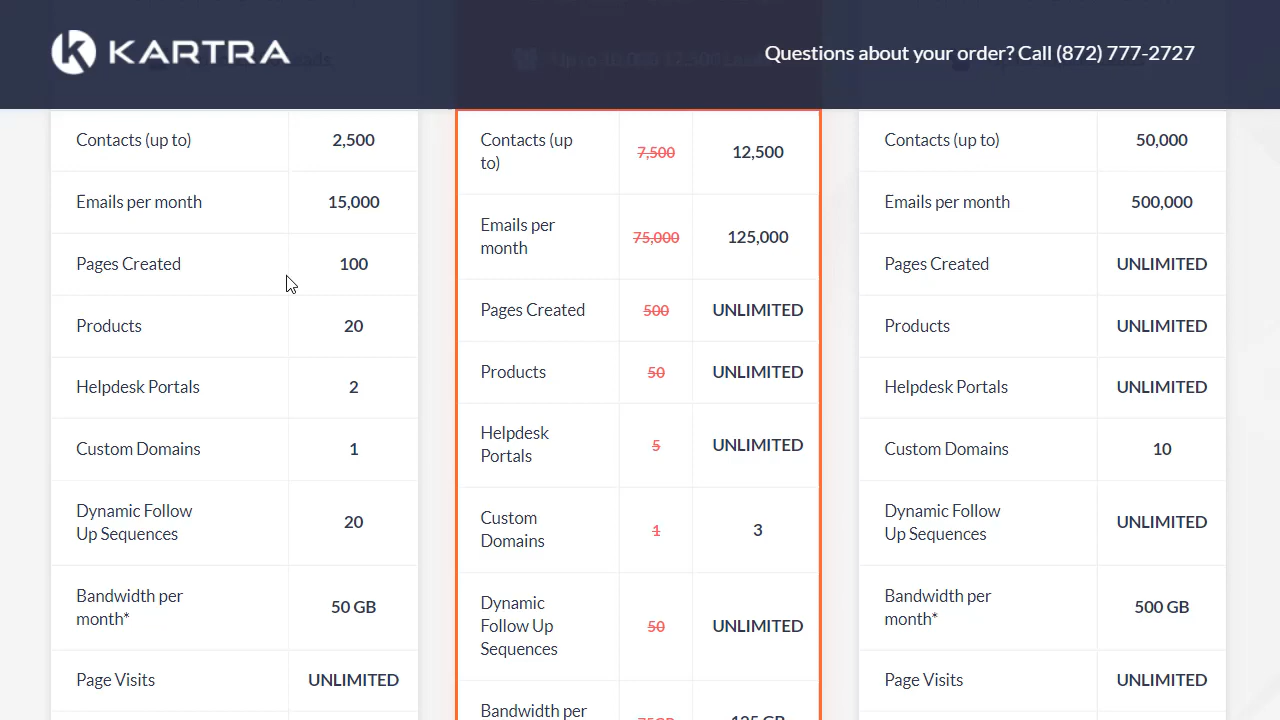 KARTRA
Questions about your order? Call (872) 777-2727
Contacts (up to) 2,500
Emails per month 15,000
Pages Created 100
Products 20
Helpdesk Portals 2
Custom Domains 1
Dynamic Follow
Up Sequences 20
Bandwidth per
month* 50 GB
Page Visits UNLIMITED
Contacts (up
to) 7,500 12,500
Emails per
month 75,000 125,000
Pages Created 500 UNLIMITED
Products 50 UNLIMITED
Helpdesk
Portals 5 UNLIMITED
Custom
Domains 1 3
Dynamic
Follow Up
Sequences 50 UNLIMITED
Bandwidth per
Contacts (up to) 50,000
Emails per month 500,000
Pages Created UNLIMITED
Products UNLIMITED
Helpdesk Portals UNLIMITED
Custom Domains 10
Dynamic Follow
Up Sequences UNLIMITED
Bandwidth per
month* 500 GB
Page Visits UNLIMITED